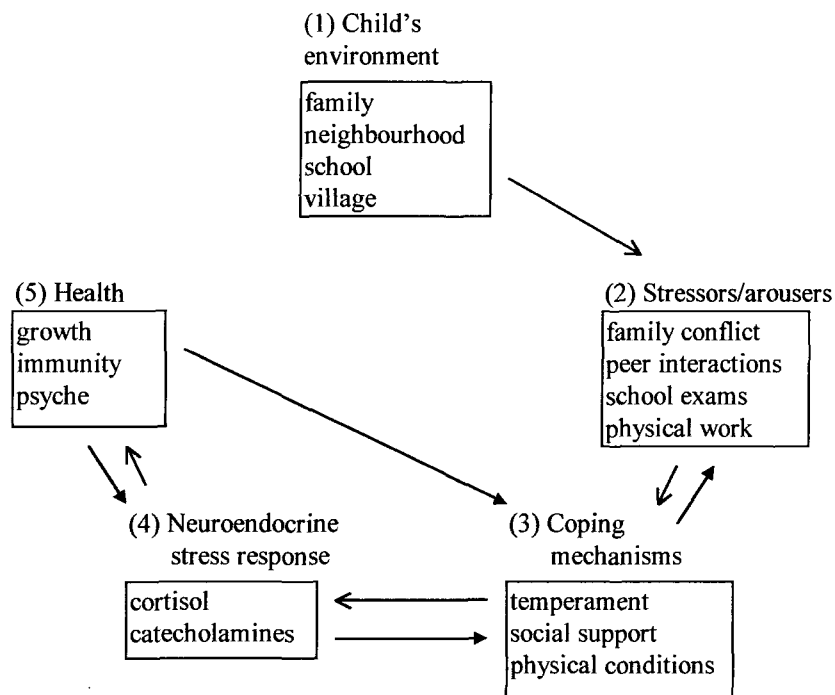 (1) Child's
environment
family
neighbourhood
school
village
(5) Health
growth
immunity
psyche
(2) Stressors/arousers
family conflict
peer interactions
school exams
physical work
(4) Neuroendocrine
stress response
cortisol
catecholamines
(3) Coping
mechanisms
temperament
social support
physical conditions